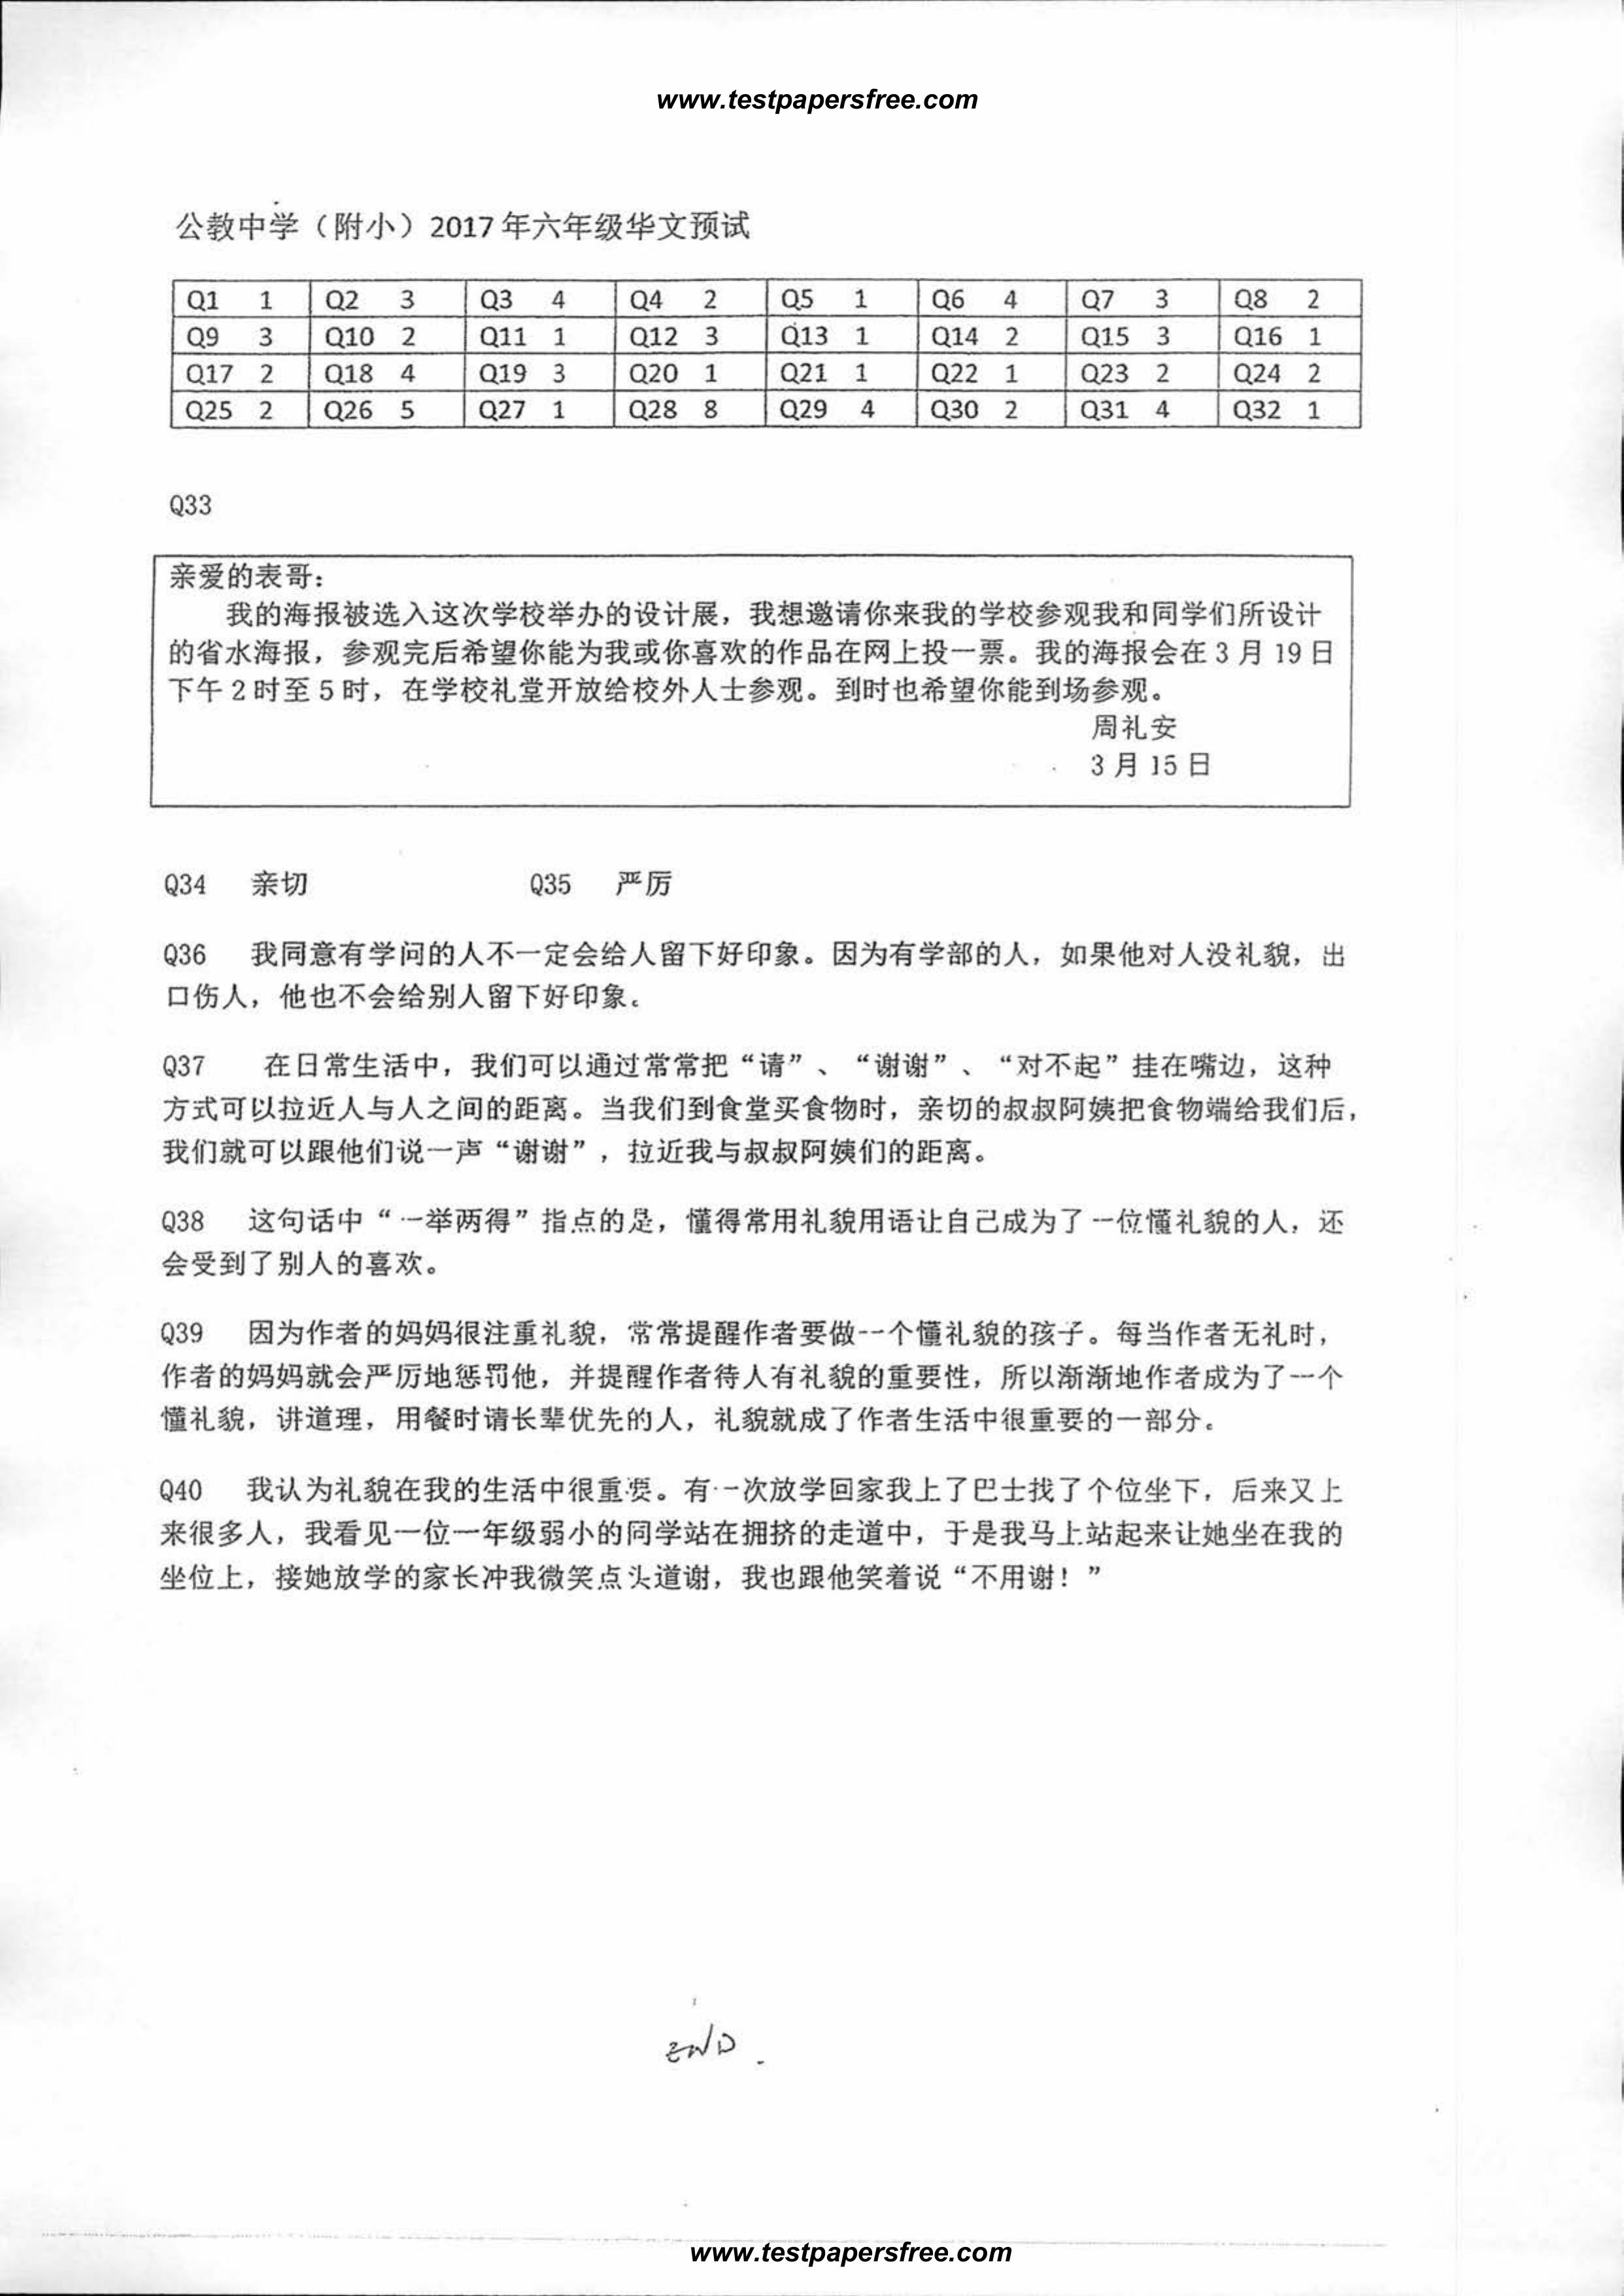 www.testpapersfree.com
公教中学（附小）2017年六年级华文预试
Q1 1 Q2 3 Q3 4 Q4 2 Q5 1 Q6 4 Q7 3 Q8 2
Q9 3 Q10 2 Q11 1 Q12 3 Q13 1 Q14 2 Q15 3 Q16 1
Q17 2 Q18 4 Q19 3 Q20 1 Q21 1 Q22 1 Q23 2 Q24 2
Q25 2 Q26 5 Q27 1 Q28 8 Q29 4 Q30 2 Q31 4 Q32 1
Q33
亲爱的表哥：
我的海报被选入这次学校举办的设计展，我想邀请你来我的学校参观我和同学们所设计
的省水海报，参观完后希望你能为我或你喜欢的作品在网上投一票。我的海报会在3月19日
下午2时至5时，在学校礼堂开放给校外人士参观。到时也希望你能到场参观。
周礼安
3月15日
Q34 亲切 Q35 严厉
Q36 我同意有学问的人不一定会给人留下好印象。因为有学部的人，如果他对人没礼貌，出
口伤人，他也不会给别人留下好印象。
Q37 在日常生活中，我们可以通过常常把“请”、“谢谢”、“对不起”挂在嘴边，这种
方式可以拉近人与人之间的距离。当我们到食堂买食物时，亲切的叔叔阿姨把食物端给我们后，
我们就可以跟他们说一声“谢谢”，拉近我与叔叔阿姨们的距离。
Q38 这句话中“一举两得”指点的是，懂得常用礼貌用语让自己成为了一位懂礼貌的人，还
会受到了别人的喜欢。
Q39 因为作者的妈妈很注重礼貌，常常提醒作者要做一个懂礼貌的孩子。每当作者无礼时，
作者的妈妈就会严厉地惩罚他，并提醒作者待人有礼貌的重要性，所以渐渐地作者成为了一个
懂礼貌，讲道理，用餐时请长辈优先的人，礼貌就成了作者生活中很重要的一部分。
Q40 我认为礼貌在我的生活中很重要。有一次放学回家我上了巴士找了个位坐下，后来又上
来很多人，我看见一位一年级弱小的同学站在拥挤的走道中，于是我马上站起来让她坐在我的
坐位上，接她放学的家长冲我微笑点头道谢，我也跟他笑着说“不用谢！”
END
www.testpapersfree.com